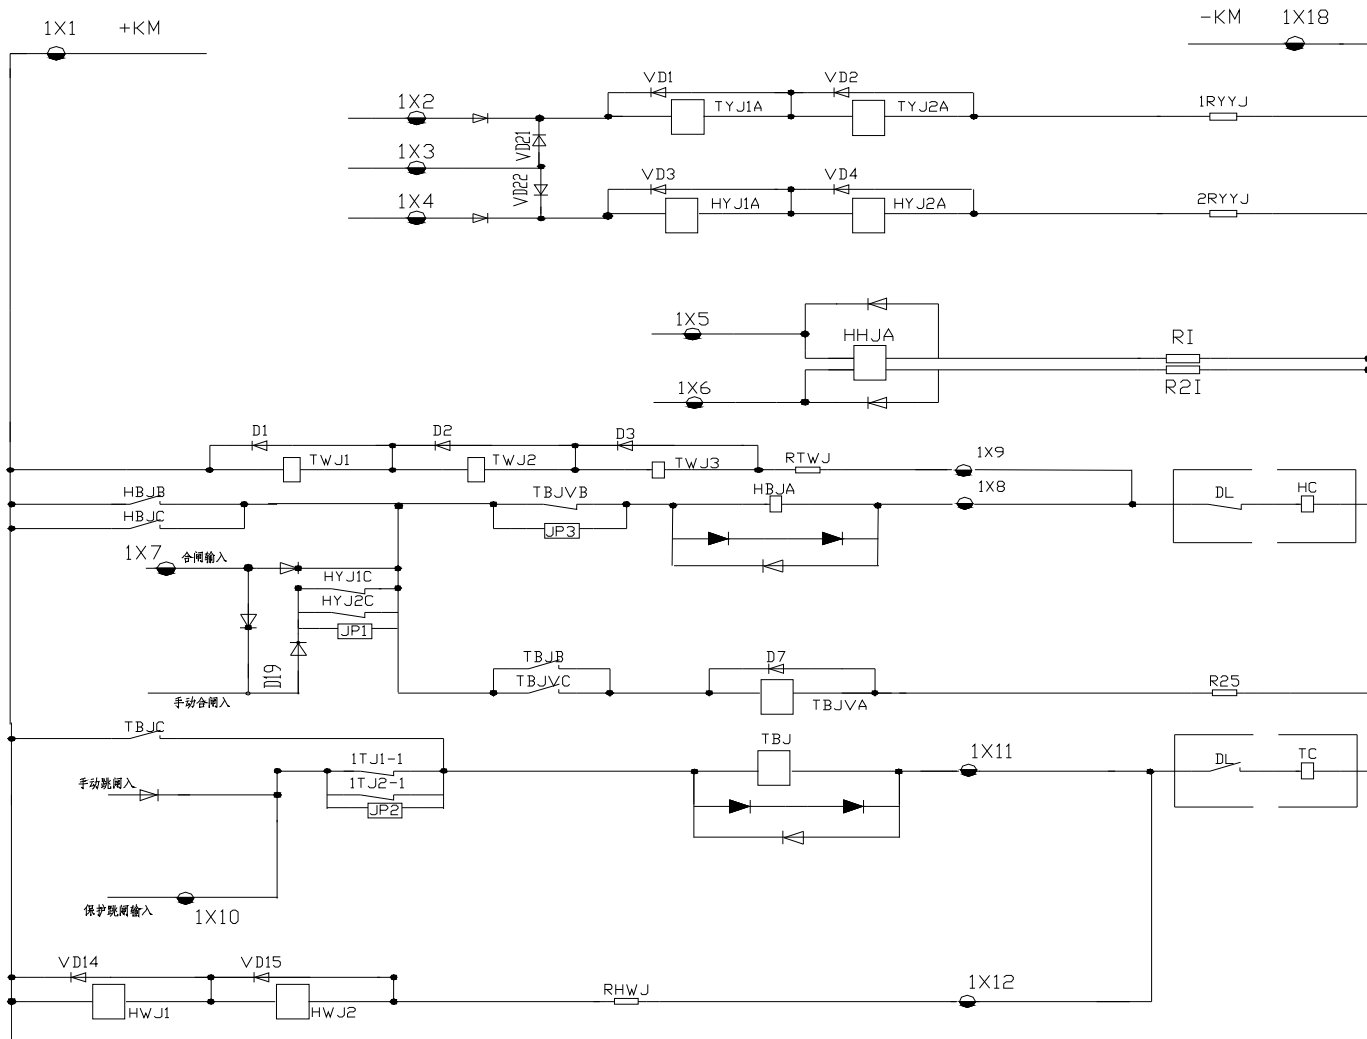 1X1 +KM -KM 1X18
VD1 VD2
1X2 TYJ1A TYJ2A 1RYYJ
VD21
1X3
VD22 VD3 VD4
1X4 HYJ1A HYJ2A 2RYYJ
1X5
HHJA RI
1X6 R2I
D1 D2 D3
TWJ1 TWJ2 TWJ3 RTWJ 1X9
HBJB TBJVB HBJA 1X8 DL HC
HBJC JP3
1X7 合闸输入
HYJ1C
HYJ2C
JP1
D19 TBJB D7
TBJVC R25
手动合闸入 TBJVA
TBJC TBJ 1X11
1TJ1-1 DL TC
手动跳闸入 1TJ2-1
JP2
保护跳闸输入 1X10
VD14 VD15
RHWJ 1X12
HWJ1 HWJ2